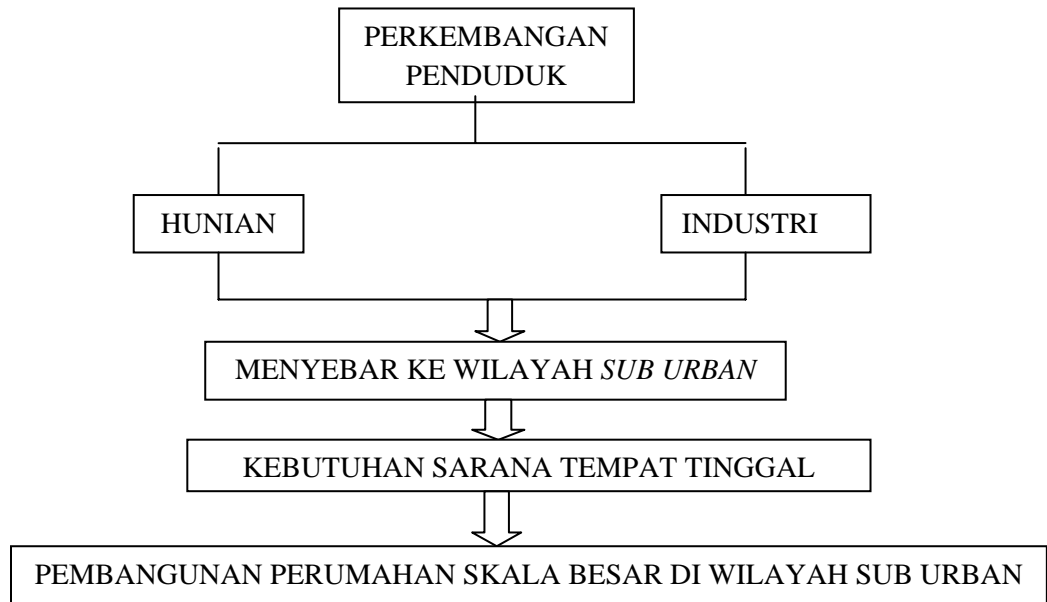 PERKEMBANGAN
PENDUDUK
HUNIAN
INDUSTRI
MENYEBAR KE WILAYAH SUB URBAN
KEBUTUHAN SARANA TEMPAT TINGGAL
PEMBANGUNAN PERUMAHAN SKALA BESAR DI WILAYAH SUB URBAN